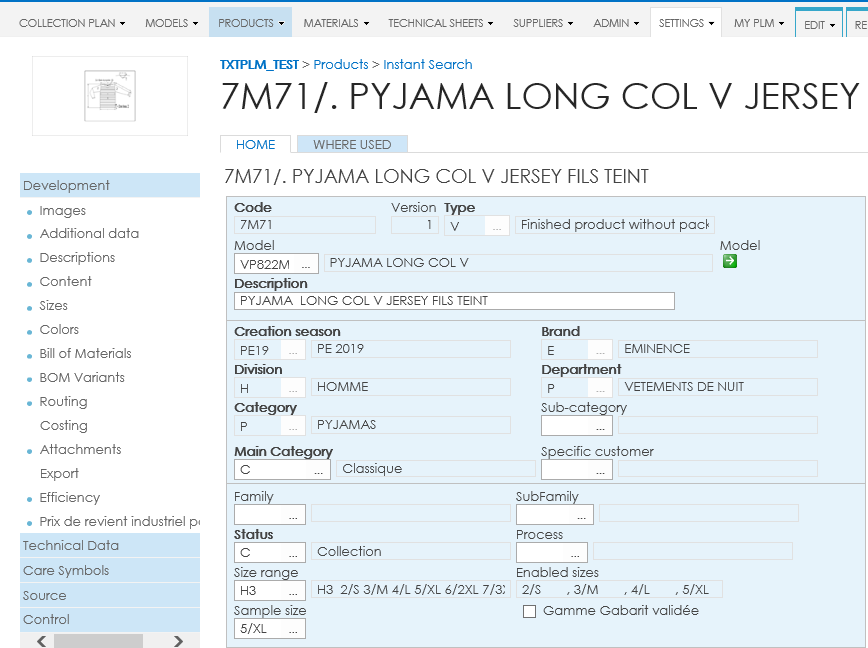 COLLECTION PLAN MODELS PRODUCTS MATERIALS TECHNICAL SHEETS SUPPLIERS ADMIN SETTINGS MY PLM EDIT RE
TXTPLM_TEST > Products > Instant Search
7M71/. PYJAMA LONG COL V JERSEY
HOME WHERE USED
7M71/. PYJAMA LONG COL V JERSEY FILS TEINT
Development
Images
Additional data
Descriptions
Content
Sizes
Colors
Bill of Materials
BOM Variants
Routing
Costing
Attachments
Export
Efficiency
Prix de revient industriel p
Technical Data
Care Symbols
Source
Control
Code Version Type
7M71 1 V ... Finished product without pack
Model Model
VP822M ... PYJAMA LONG COL V
Description
PYJAMA LONG COL V JERSEY FILS TEINT
Creation season Brand
PE19 ... PE 2019 E ... EMINENCE
Division Department
H ... HOMME P ... VETEMENTS DE NUIT
Category Sub-category
P ... PYJAMAS ...
Main Category Specific customer
C ... Classique ...
Family SubFamily
... ...
Status Process
C ... Collection ...
Size range Enabled sizes
H3 ... H3 2/S 3/M 4/L 5/XL 6/2XL 7/3 2/S , 3/M , 4/L , 5/XL
Sample size Gamme Gabarit validée
5/XL ...